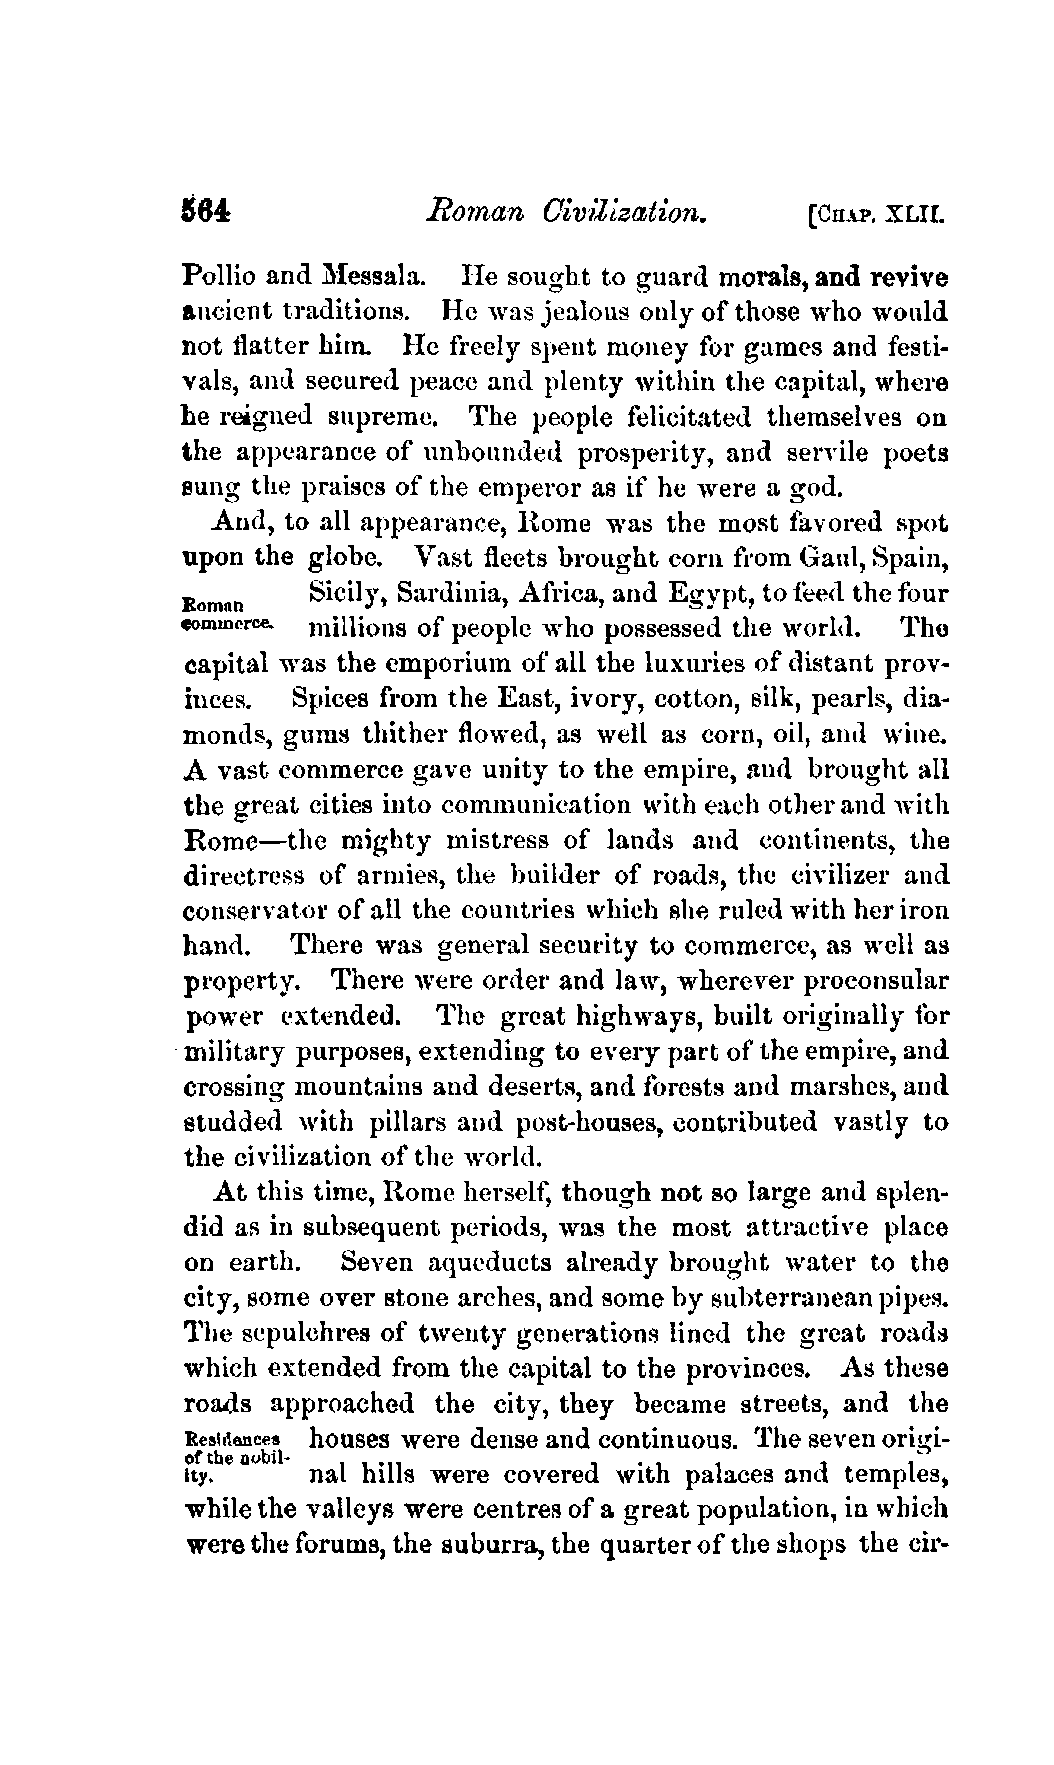 564 Roman Civilization. [CHAP. XLII.
Pollio and Messala. He sought to guard morals, and revive
ancient traditions. He was jealous only of those who would
not flatter him. He freely spent money for games and festi-
vals, and secured peace and plenty within the capital, where
he reigned supreme. The people felicitated themselves on
the appearance of unbounded prosperity, and servile poets
sung the praises of the emperor as if he were a god.
And, to all appearance, Rome was the most favored spot
upon the globe. Vast fleets brought corn from Gaul, Spain,
Roman
commerce.
Sicily, Sardinia, Africa, and Egypt, to feed the four
millions of people who possessed the world. The
capital was the emporium of all the luxuries of distant prov-
inces. Spices from the East, ivory, cotton, silk, pearls, dia-
monds, gums thither flowed, as well as corn, oil, and wine.
A vast commerce gave unity to the empire, and brought all
the great cities into communication with each other and with
Rome—the mighty mistress of lands and continents, the
directress of armies, the builder of roads, the civilizer and
conservator of all the countries which she ruled with her iron
hand. There was general security to commerce, as well as
property. There were order and law, wherever proconsular
power extended. The great highways, built originally for
military purposes, extending to every part of the empire, and
crossing mountains and deserts, and forests and marshes, and
studded with pillars and post-houses, contributed vastly to
the civilization of the world.
At this time, Rome herself, though not so large and splen-
did as in subsequent periods, was the most attractive place
on earth. Seven aqueducts already brought water to the
city, some over stone arches, and some by subterranean pipes.
The sepulchres of twenty generations lined the great roads
which extended from the capital to the provinces. As these
roads approached the city, they became streets, and the
Residences
of the nobil-
ity.
houses were dense and continuous. The seven origi-
nal hills were covered with palaces and temples,
while the valleys were centres of a great population, in which
were the forums, the suburra, the quarter of the shops the cir-